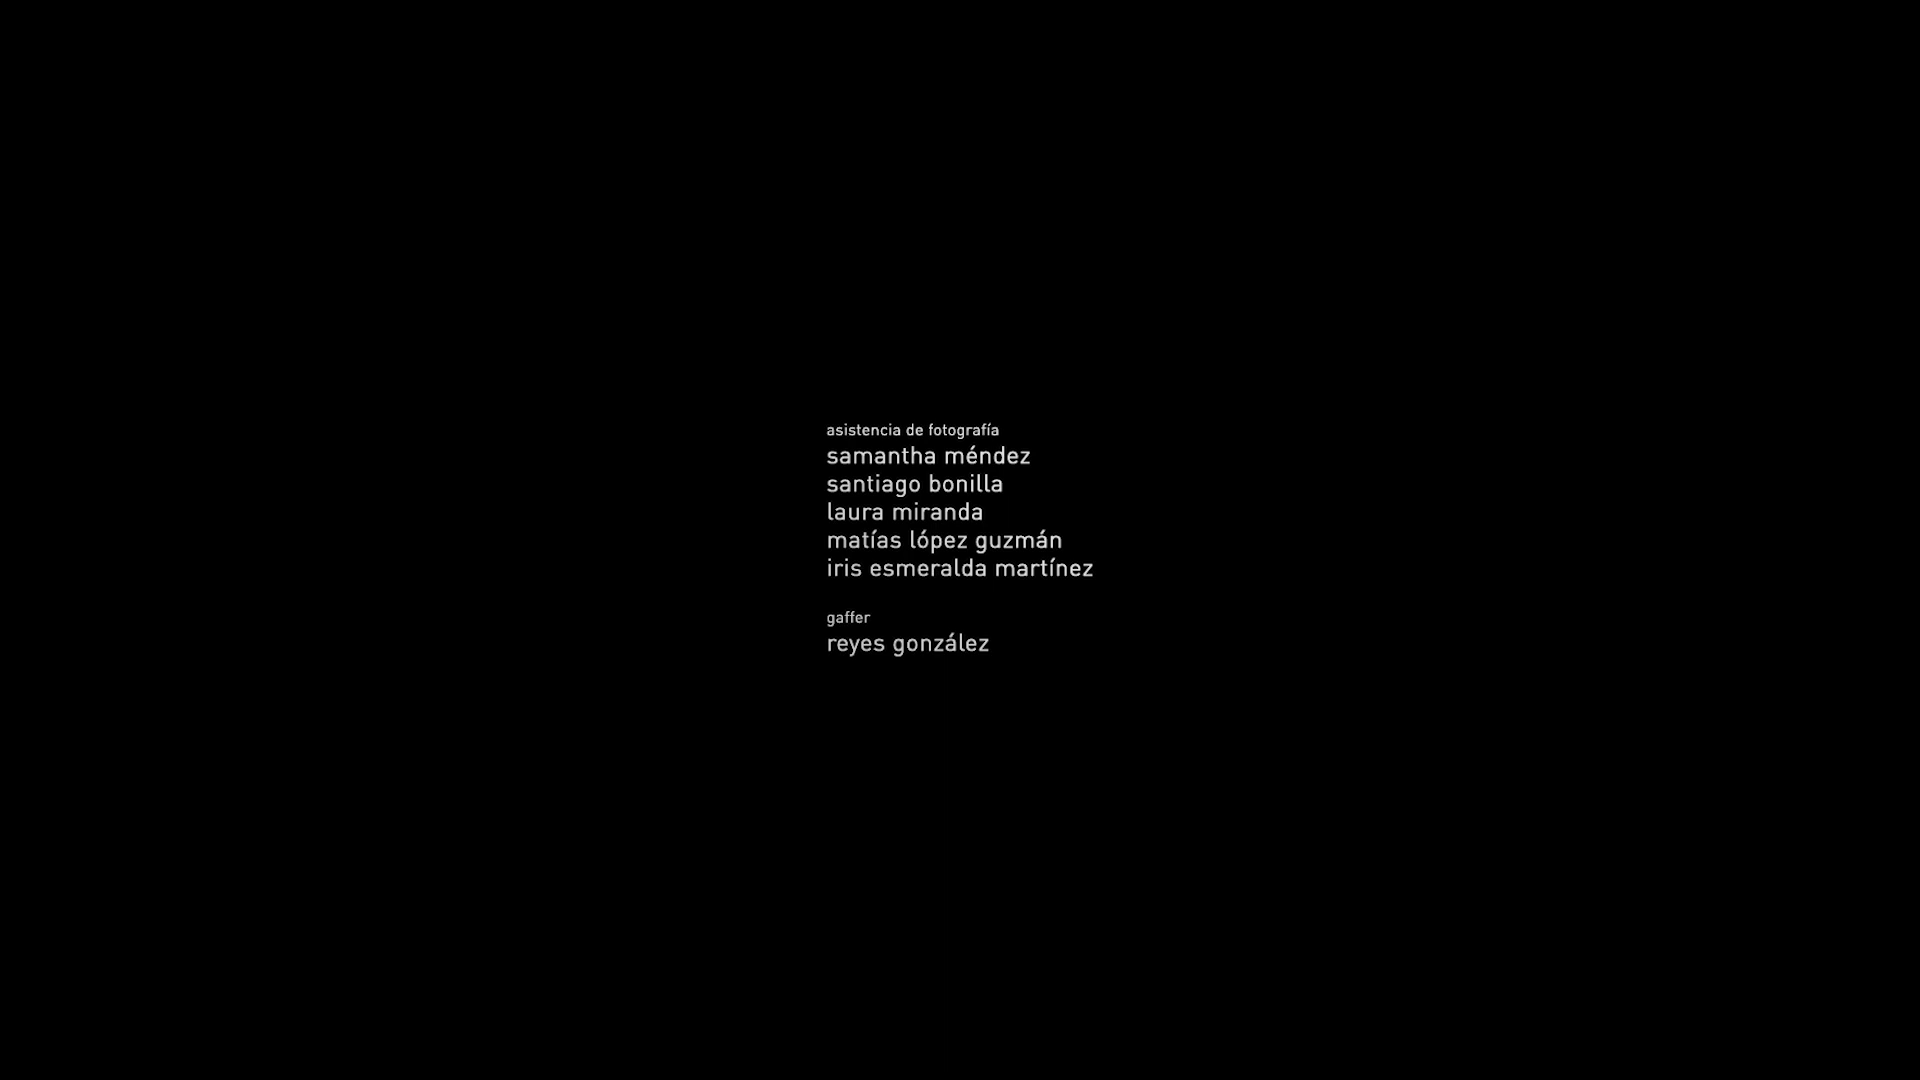 asistencia de fotografía
samantha méndez
santiago bonilla
laura miranda
matías lópez guzmán
iris esmeralda martínez
gaffer
reyes gonzález